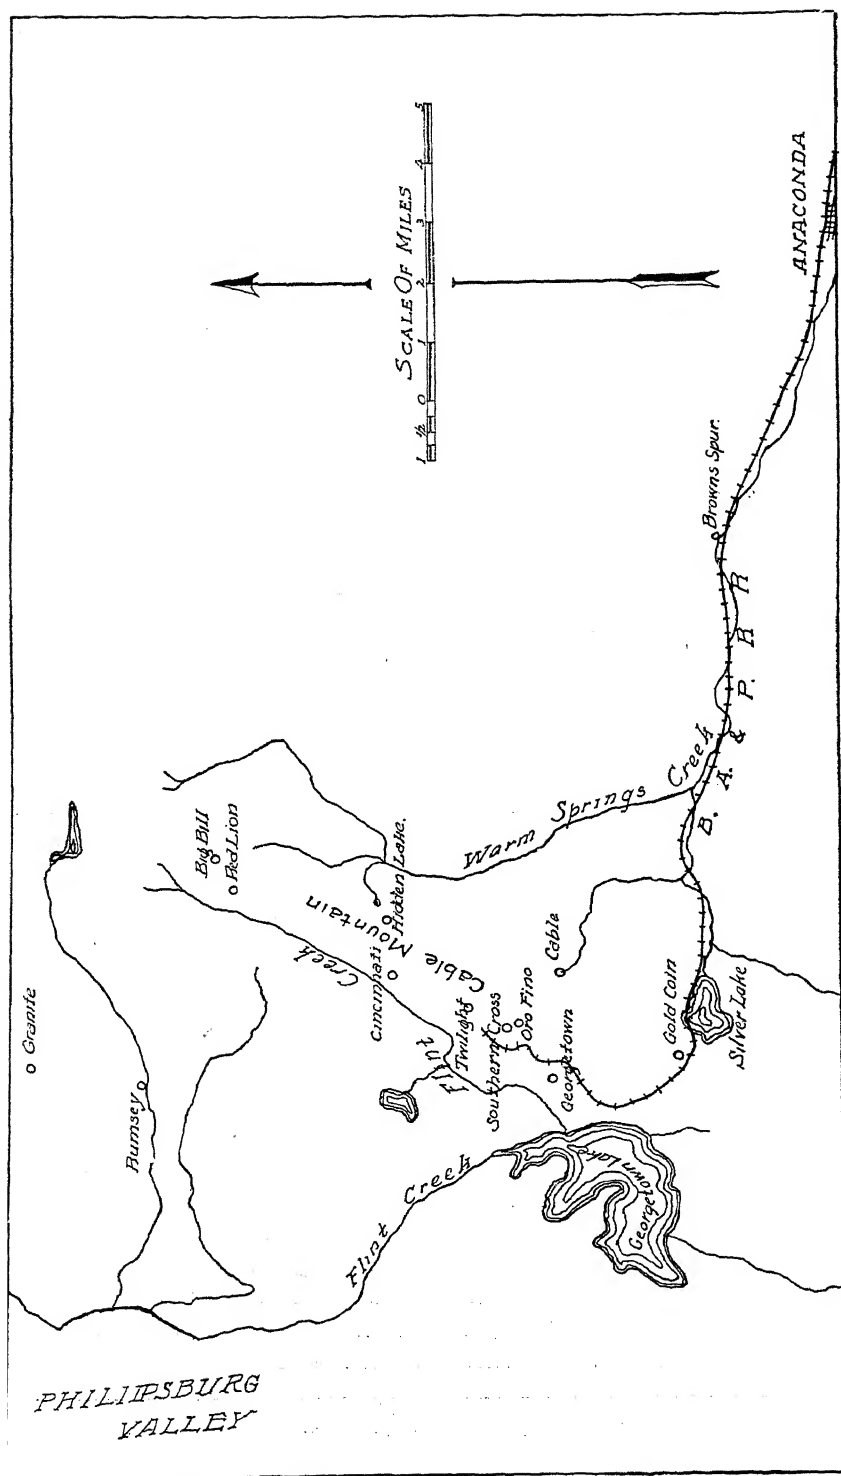 SCALE OF MILES
1 ½ 0 1 2 3 4 5
ANACONDA
Browns Spur.
B. A. & P. R R
Warm Springs Creek
Big Bill
Red Lion
Hidden Lake.
Cable Mountain
Flint Creek
Cincinnati
Granite
Rumsey
Twilight
Southern Cross
Oro Fino
Cable
Georgetown
Gold Coin
Silver Lake
Georgetown Lake
Flint Creek
PHILIPSBURG
VALLEY